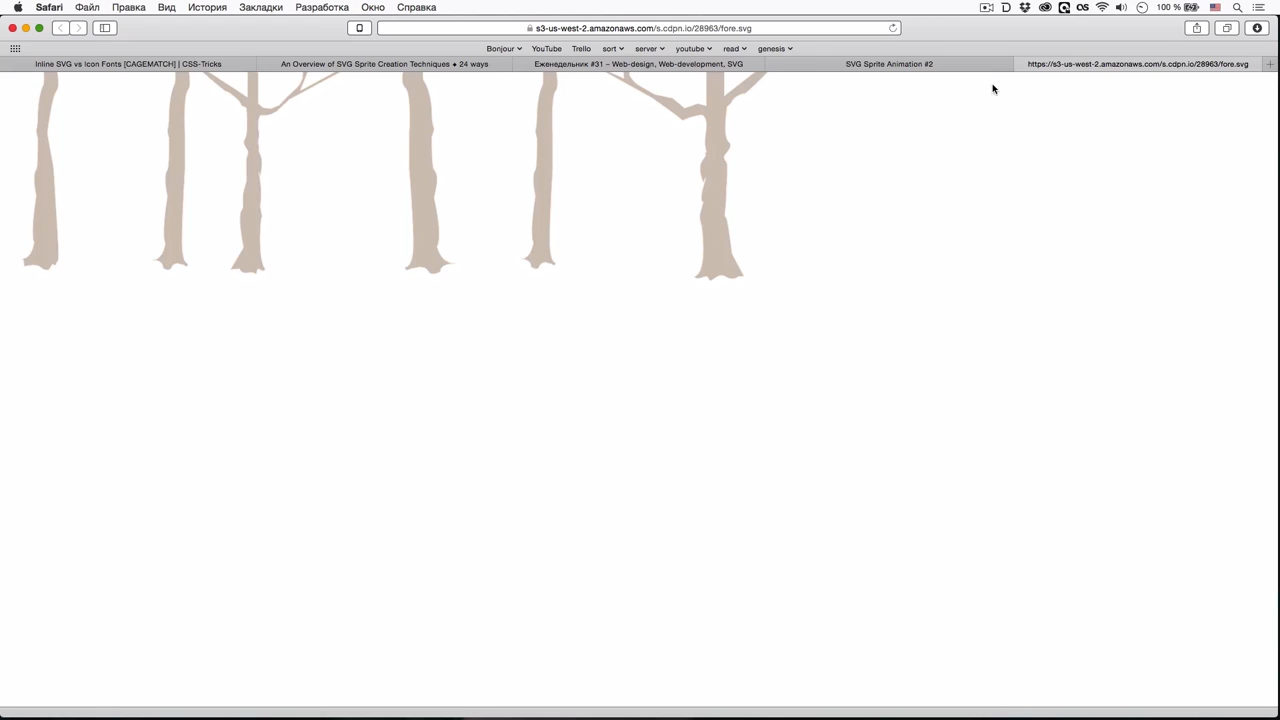 Safari Файл Правка Вид История Закладки Разработка Окно Справка 100 %
s3-us-west-2.amazonaws.com/s.cdpn.io/28963/fore.svg
Bonjour YouTube Trello sort server youtube read genesis
Inline SVG vs Icon Fonts [CAGEMATCH] | CSS-Tricks An Overview of SVG Sprite Creation Techniques ◆ 24 ways Еженедельник #31 – Web-design, Web-development, SVG SVG Sprite Animation #2 https://s3-us-west-2.amazonaws.com/s.cdpn.io/28963/fore.svg